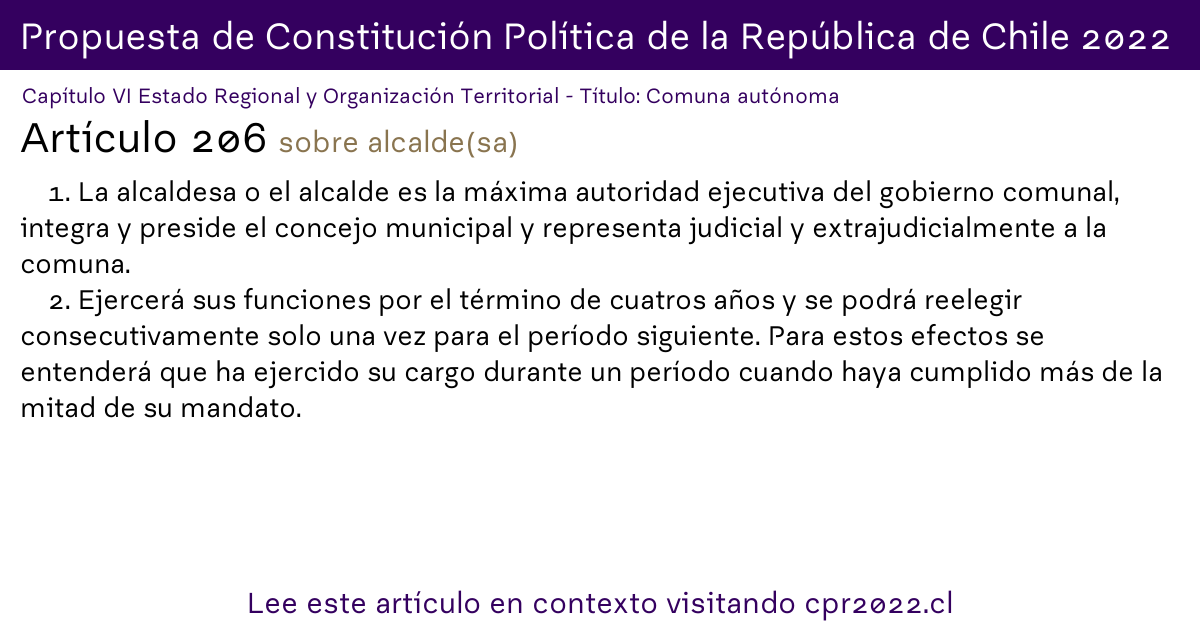 Propuesta de Constitución Política de la República de Chile 2022
Capítulo VI Estado Regional y Organización Territorial - Título: Comuna autónoma
Artículo 206 sobre alcalde(sa)
1. La alcaldesa o el alcalde es la máxima autoridad ejecutiva del gobierno comunal,
integra y preside el concejo municipal y representa judicial y extrajudicialmente a la
comuna.
2. Ejercerá sus funciones por el término de cuatros años y se podrá reelegir
consecutivamente solo una vez para el período siguiente. Para estos efectos se
entenderá que ha ejercido su cargo durante un período cuando haya cumplido más de la
mitad de su mandato.
Lee este artículo en contexto visitando cpr2022.cl